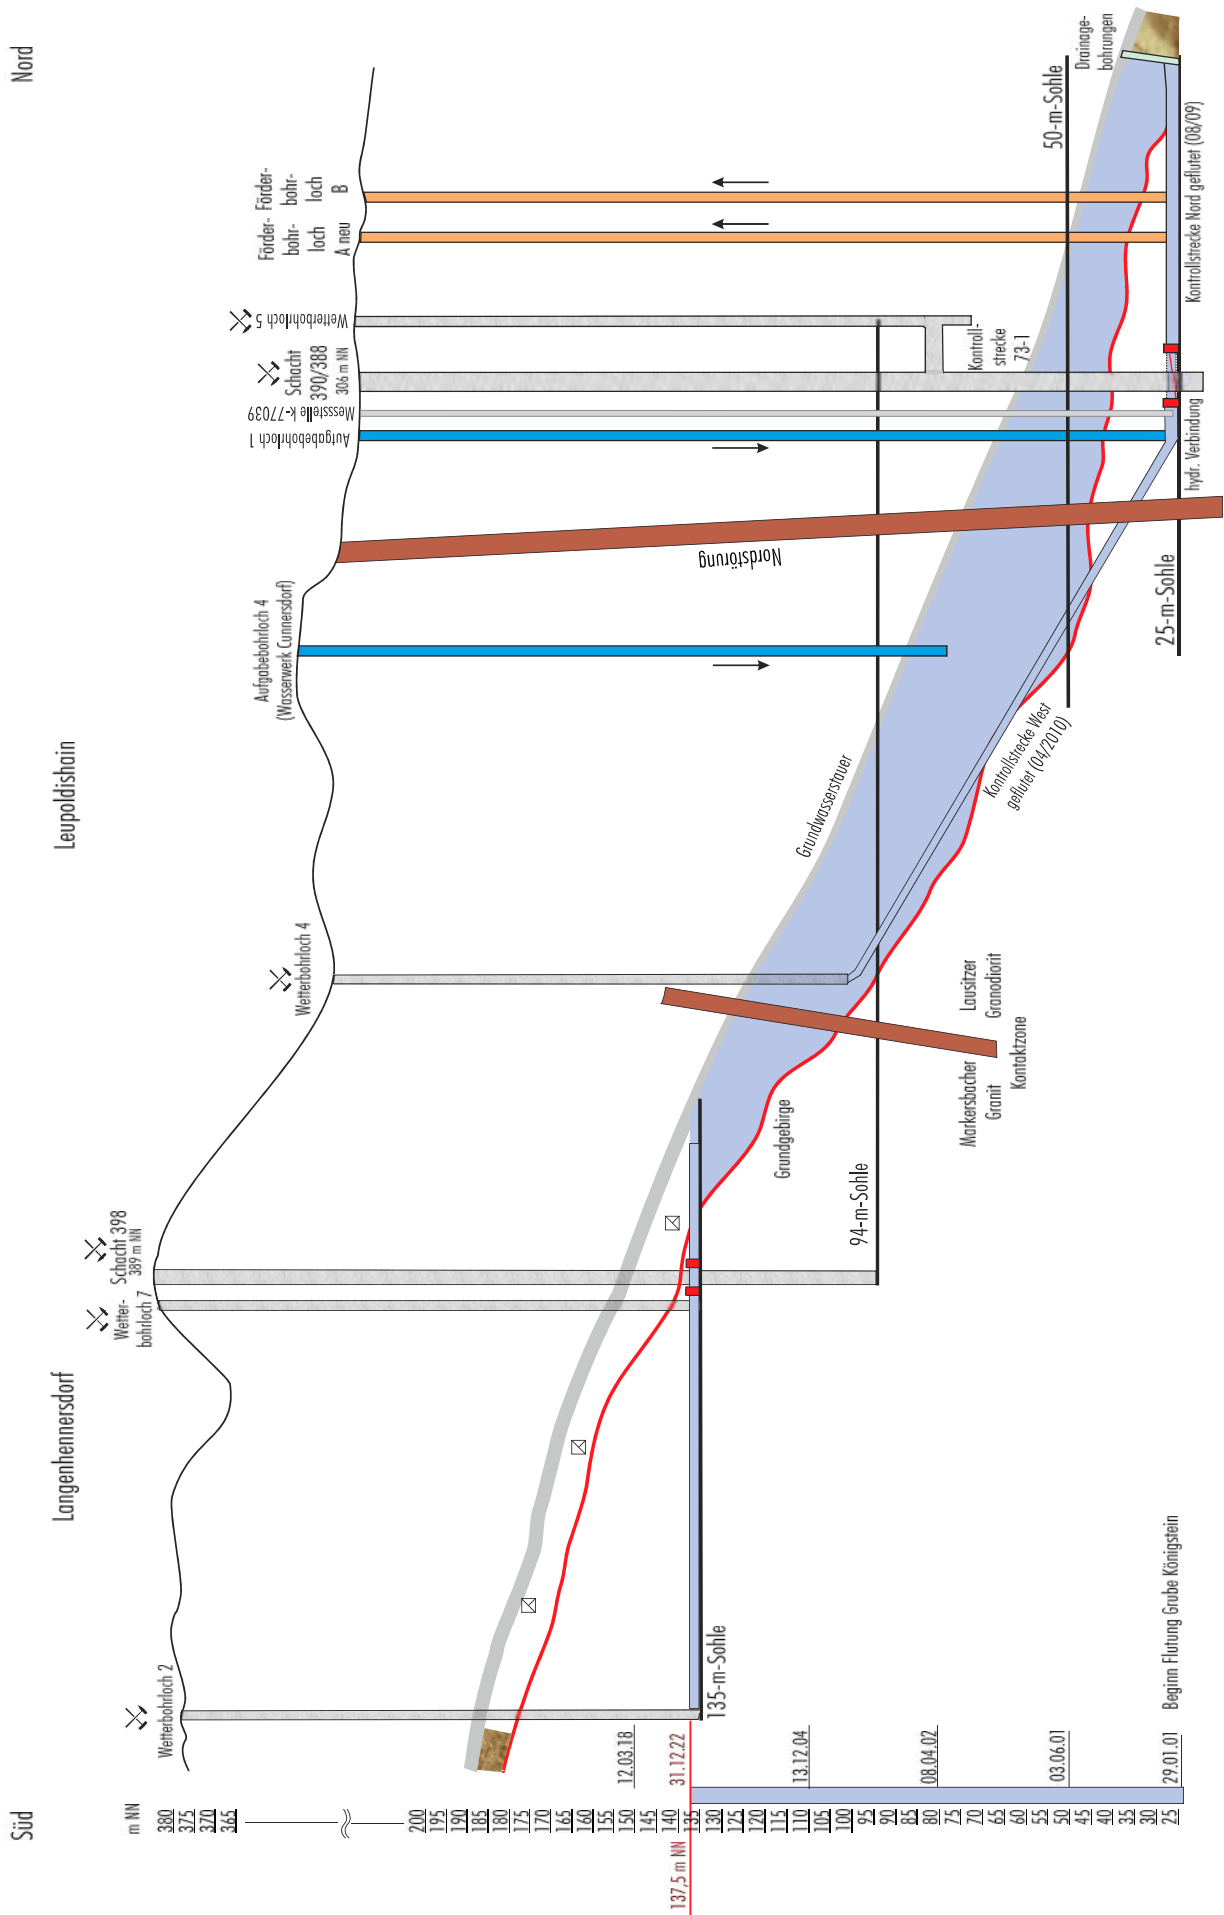 Süd
Nord
Langenhennersdorf
Leupoldishain
Wetterbohrloch 2
Wetter-
bohrloch 7
Schacht 398
389 m NN
Wetterbohrloch 4
Aufgabebohrloch 4
(Wasserwerk Cunnersdorf)
Aufgabebohrloch 1
Messstelle k-77039
Schacht
390/388
306 m NN
Wetterbohrloch 5
Förder-
bohr-
loch
A neu
Förder-
bohr-
loch
B
m NN
380
375
370
365
200
195
190
185
180
175
170
165
160
155
150
145
140
135
130
125
120
115
110
105
100
95
90
85
80
75
70
65
60
55
50
45
40
35
30
25
137,5 m NN
12.03.18
31.12.22
13.12.04
08.04.02
03.06.01
29.01.01
Beginn Flutung Grube Königstein
135-m-Sohle
94-m-Sohle
50-m-Sohle
25-m-Sohle
Grundgebirge
Grundwasserstauer
Nordstörung
Markersbacher
Granit
Lausitzer
Granodiorit
Kontaktzone
Kontrollstrecke West
geflutet (04/2010)
Kontroll-
strecke
73-1
hydr. Verbindung
Kontrollstrecke Nord geflutet (08/09)
Drainage-
bohrungen